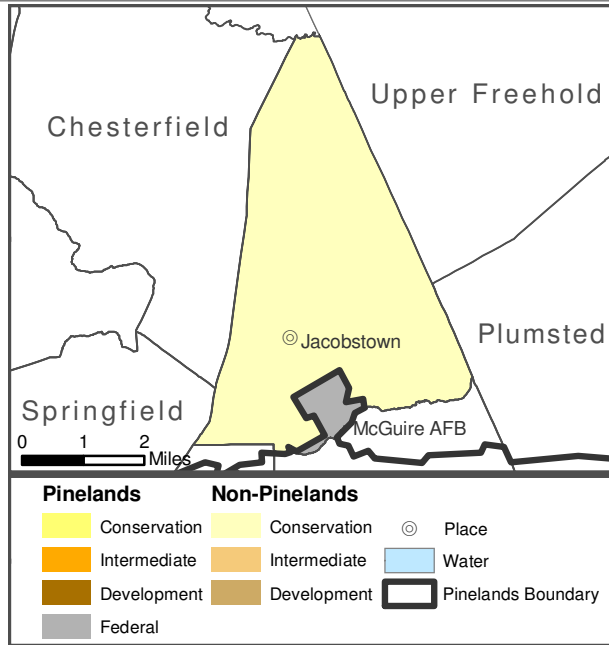 Upper Freehold
Chesterfield
Jacobstown
Plumsted
Springfield
McGuire AFB
0 1 2
Miles
Pinelands Non-Pinelands
Conservation Conservation Place
Intermediate Intermediate Water
Development Development Pinelands Boundary
Federal